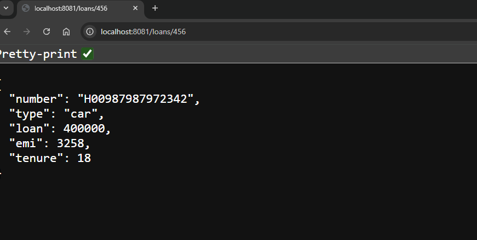 localhost:8081/loans/456
localhost:8081/loans/456
Pretty-print
{
"number": "H00987987972342",
"type": "car",
"loan": 400000,
"emi": 3258,
"tenure": 18
}